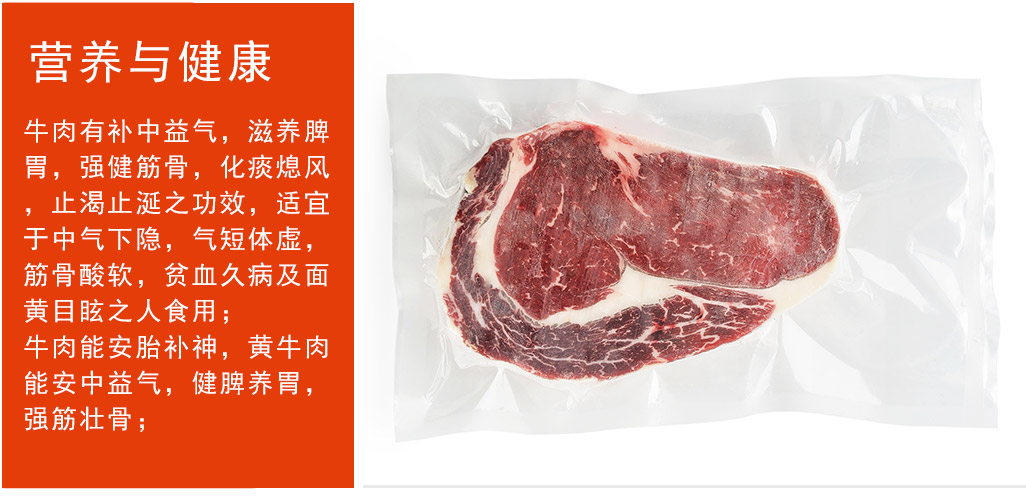 营养与健康
牛肉有补中益气，滋养脾
胃，强健筋骨，化痰熄风
，止渴止涎之功效，适宜
于中气下隐，气短体虚，
筋骨酸软，贫血久病及面
黄目眩之人食用；
牛肉能安胎补神，黄牛肉
能安中益气，健脾养胃，
强筋壮骨；